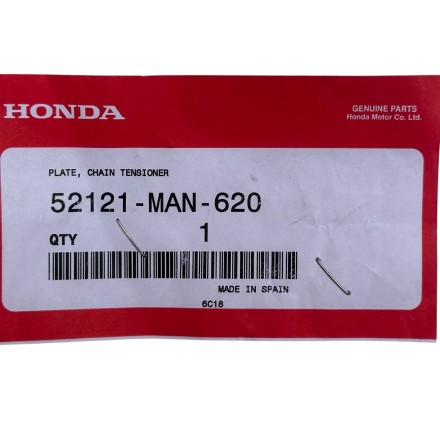 HONDA
GENUINE PARTS
Honda Motor Co. Ltd.
PLATE, CHAIN TENSIONER
52121-MAN-620
QTY 1
MADE IN SPAIN
6C18